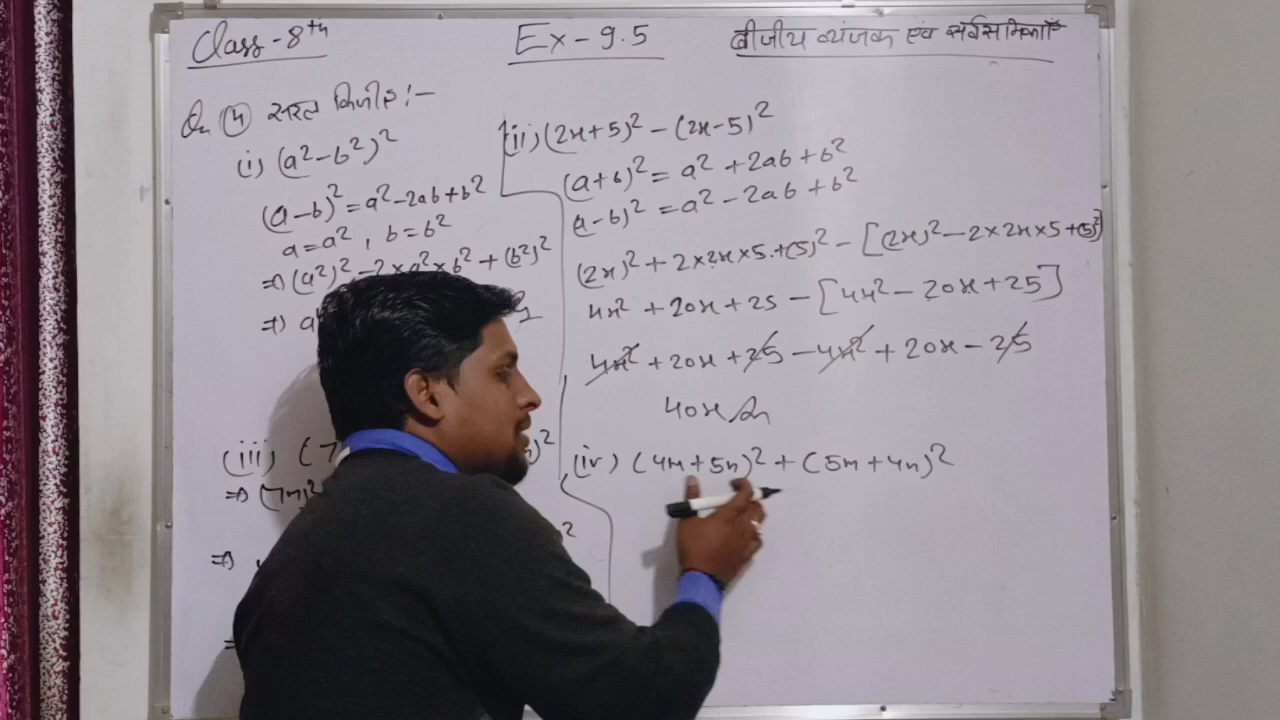 Class-8th
Ex-9.5
बीजीय व्यंजक एवं सर्वसमिकाएँ
Qn (4) सरल कीजिए:-
(i) (a²-b²)²
(a-b)² = a²-2ab+b²
a=a², b=b²
⇒ (a²)²-2×a²×b²+(b²)²
⇒ a
(iii) (7
)²
⇒ (7n)²
²
⇒
(ii) (2x+5)² - (2x-5)²
(a+b)² = a² + 2ab + b²
a-b)² = a² - 2ab + b²
(2x)² + 2×2x×5+(5)² - [(2x)² - 2×2x×5+(5)²]
4x² + 20x + 25 - [4x² - 20x + 25]
4x² + 20x + 25 - 4x² + 20x - 25
40x
(iv) (4m+5n)² + (5m+4n)²